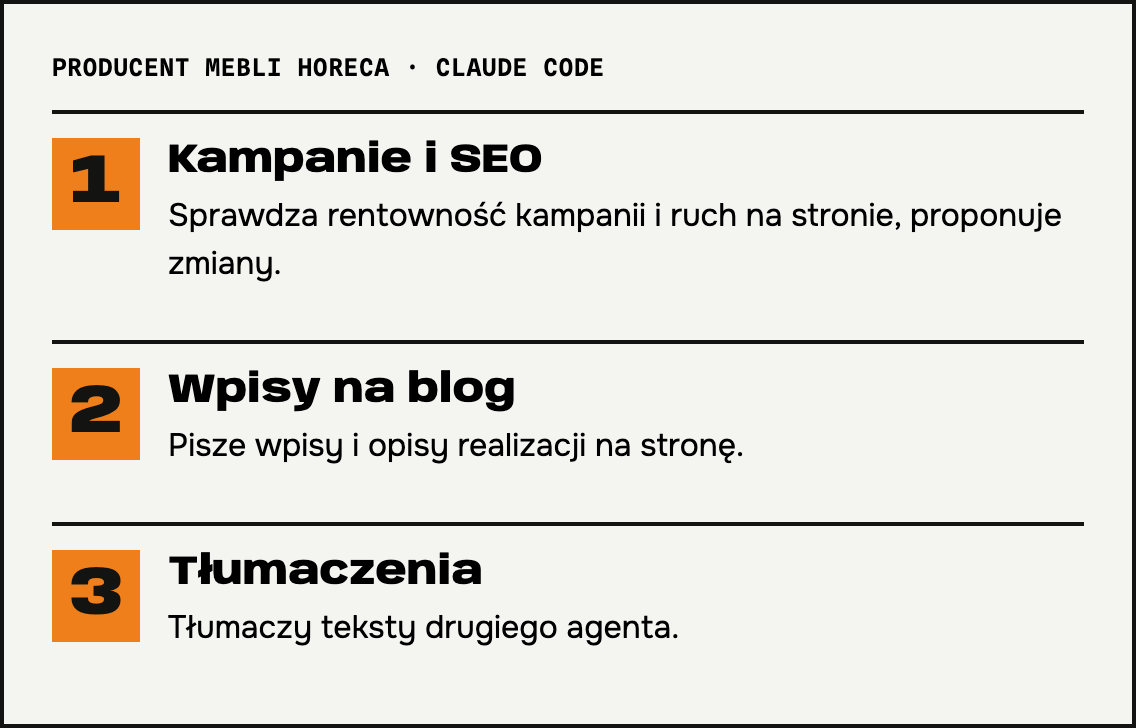 PRODUCENT MEBLI HORECA · CLAUDE CODE
1
Kampanie i SEO
Sprawdza rentowność kampanii i ruch na stronie, proponuje
zmiany.
2
Wpisy na blog
Pisze wpisy i opisy realizacji na stronę.
3
Tłumaczenia
Tłumaczy teksty drugiego agenta.